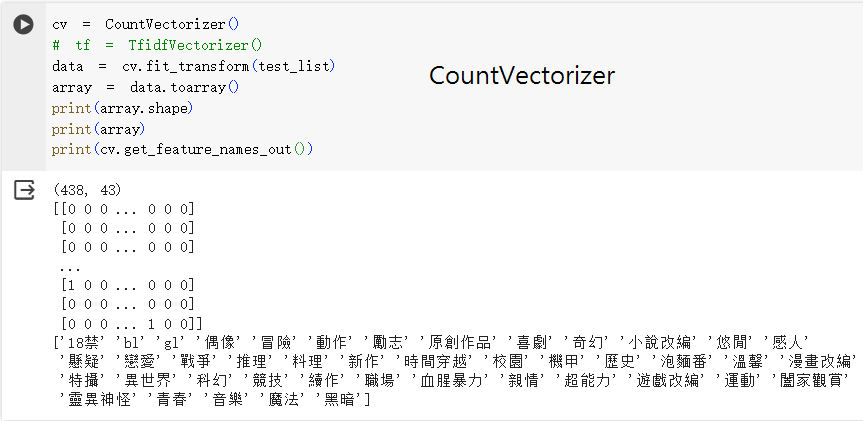 cv = CountVectorizer()
# tf = TfidfVectorizer()
data = cv.fit_transform(test_list)
array = data.toarray()
print(array.shape)
print(array)
print(cv.get_feature_names_out())
CountVectorizer
(438, 43)
[[0 0 0 ... 0 0 0]
[0 0 0 ... 0 0 0]
[0 0 0 ... 0 0 0]
...
[1 0 0 ... 0 0 0]
[0 0 0 ... 0 0 0]
[0 0 0 ... 1 0 0]]
['18禁' 'bl' 'gl' '偶像' '冒險' '動作' '勵志' '原創作品' '喜劇' '奇幻' '小說改編' '悠閒' '感人'
'懸疑' '戀愛' '戰爭' '推理' '料理' '新作' '時間穿越' '校園' '機甲' '歷史' '泡麵番' '溫馨' '漫畫改編'
'特攝' '異世界' '科幻' '競技' '續作' '職場' '血腥暴力' '親情' '超能力' '遊戲改編' '運動' '闔家觀賞'
'靈異神怪' '青春' '音樂' '魔法' '黑暗']